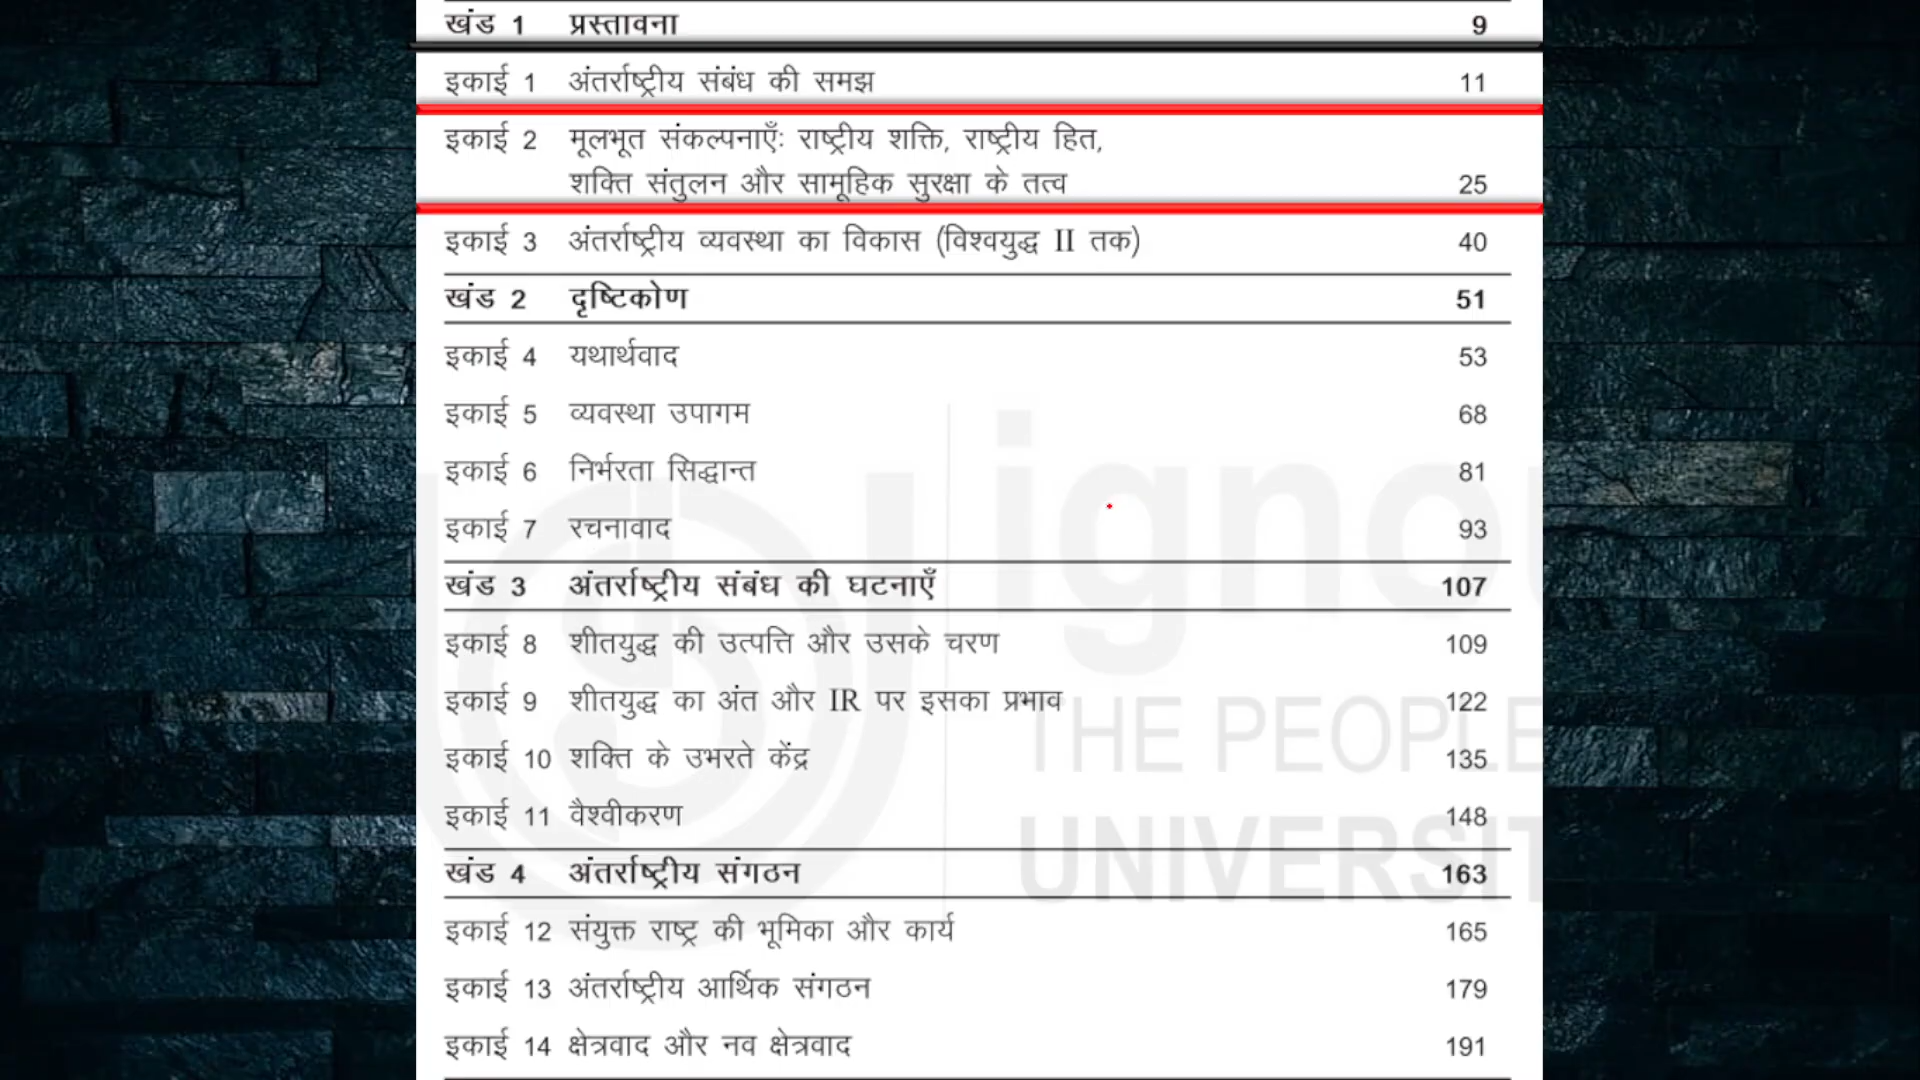 खंड 1 प्रस्तावना 9
इकाई 1 अंतर्राष्ट्रीय संबंध की समझ 11
इकाई 2 मूलभूत संकल्पनाएँ: राष्ट्रीय शक्ति, राष्ट्रीय हित,
शक्ति संतुलन और सामूहिक सुरक्षा के तत्व 25
इकाई 3 अंतर्राष्ट्रीय व्यवस्था का विकास (विश्वयुद्ध II तक) 40
खंड 2 दृष्टिकोण 51
इकाई 4 यथार्थवाद 53
इकाई 5 व्यवस्था उपागम 68
इकाई 6 निर्भरता सिद्धान्त 81
इकाई 7 रचनावाद 93
खंड 3 अंतर्राष्ट्रीय संबंध की घटनाएँ 107
इकाई 8 शीतयुद्ध की उत्पत्ति और उसके चरण 109
इकाई 9 शीतयुद्ध का अंत और IR पर इसका प्रभाव 122
इकाई 10 शक्ति के उभरते केंद्र 135
इकाई 11 वैश्वीकरण 148
खंड 4 अंतर्राष्ट्रीय संगठन 163
इकाई 12 संयुक्त राष्ट्र की भूमिका और कार्य 165
इकाई 13 अंतर्राष्ट्रीय आर्थिक संगठन 179
इकाई 14 क्षेत्रवाद और नव क्षेत्रवाद 191
ignou
THE PEOPLE
UNIVERSIT